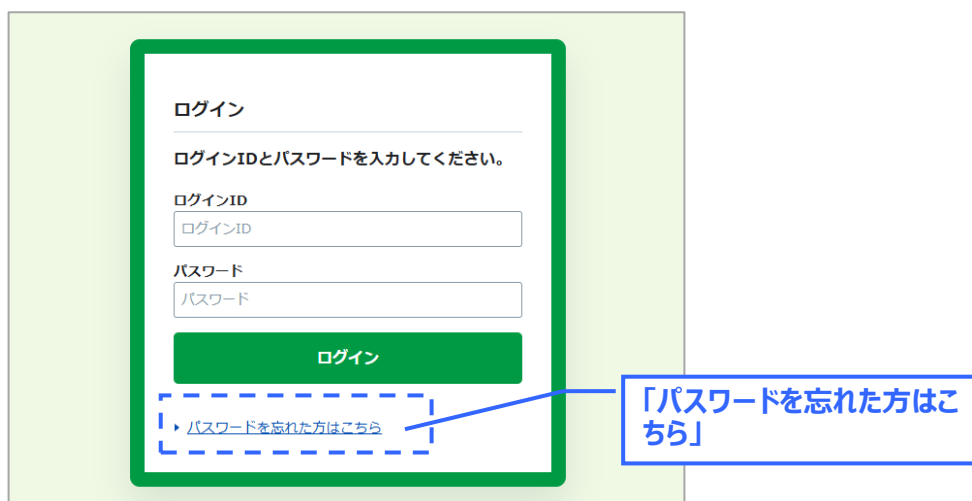 ログイン
ログインIDとパスワードを入力してください。
ログインID
ログインID
パスワード
パスワード
ログイン
パスワードを忘れた方はこちら
「パスワードを忘れた方はこ
ちら」